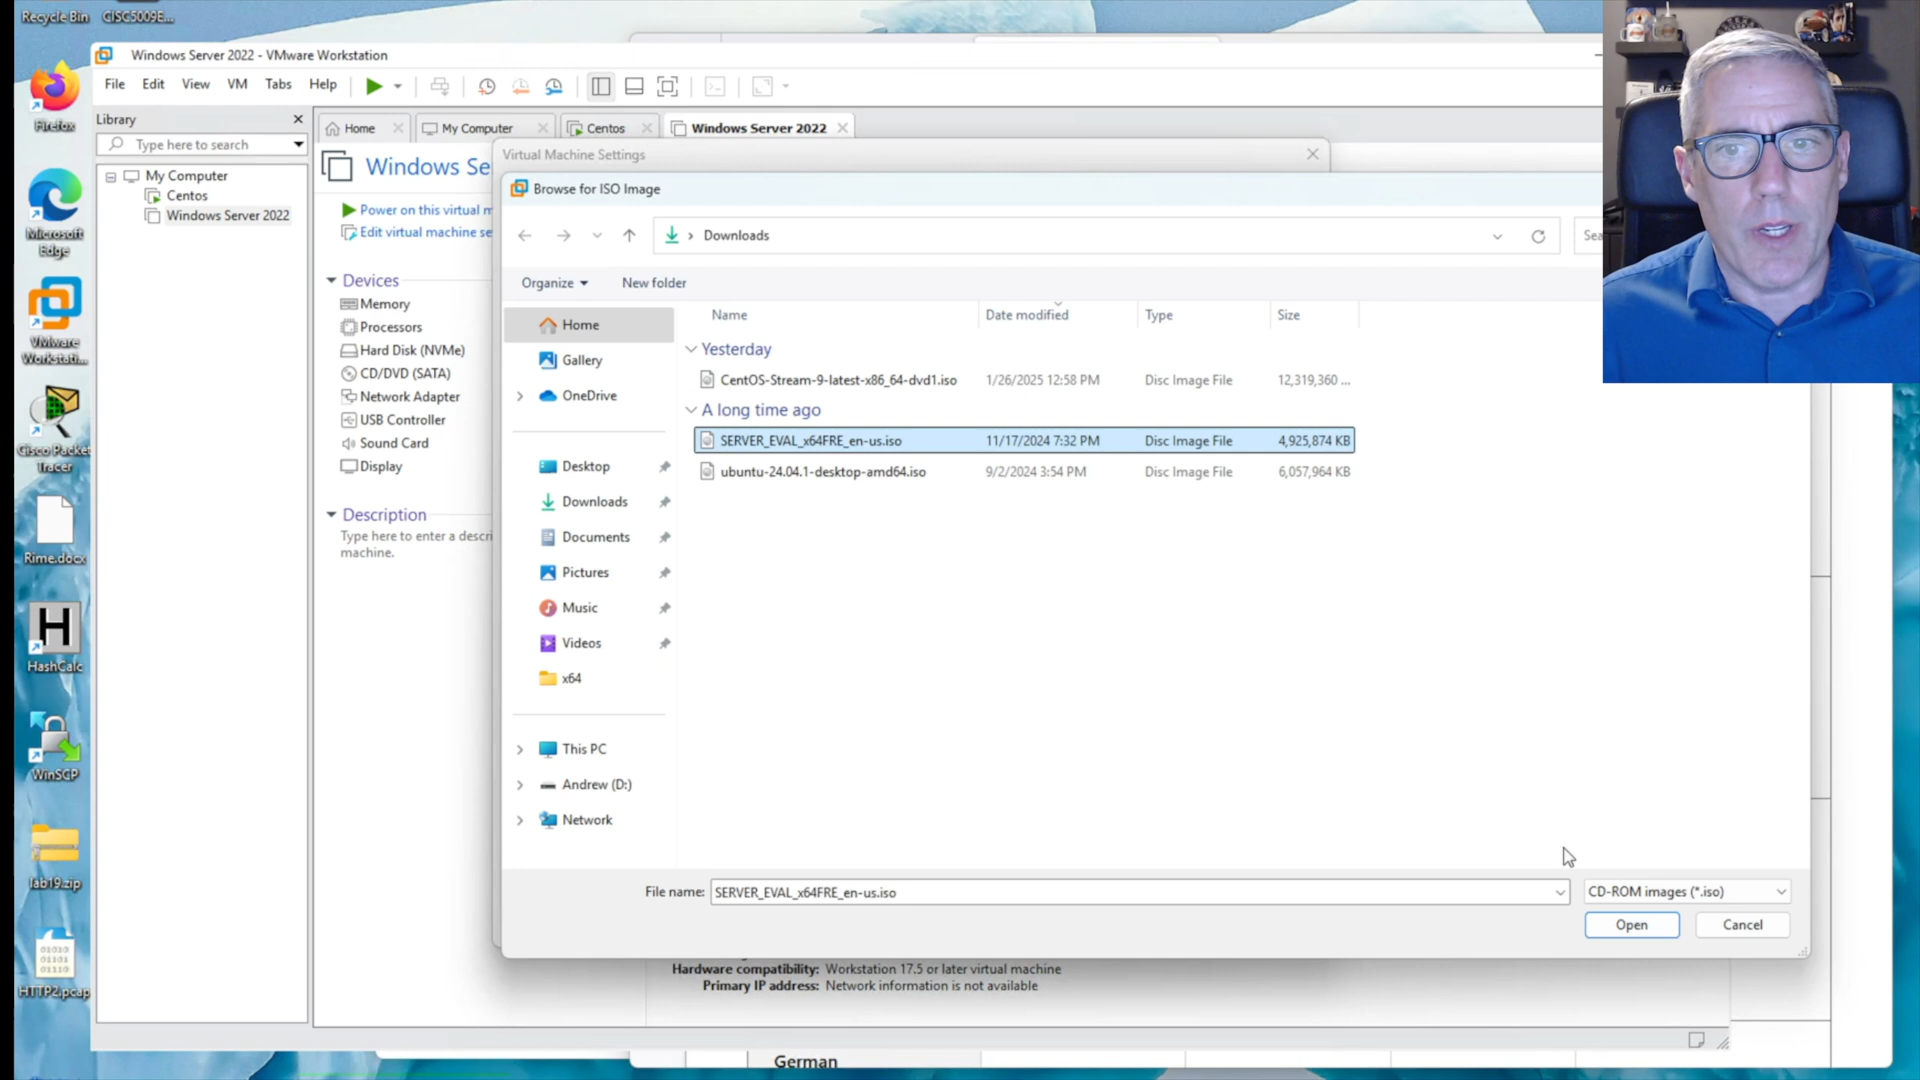 Recycle Bin
CISC5009E...
Firefox
Microsoft
Edge
VMware
Workstati...
Cisco Packet
Tracer
Rime.docx
HashCalc
WinSCP
lab19.zip
HTTP2.pcap
Windows Server 2022 - VMware Workstation
File Edit View VM Tabs Help
Library
Type here to search
My Computer
Centos
Windows Server 2022
Home
My Computer
Centos
Windows Server 2022
Windows Se
Power on this virtual m
Edit virtual machine se
Devices
Memory
Processors
Hard Disk (NVMe)
CD/DVD (SATA)
Network Adapter
USB Controller
Sound Card
Display
Description
Type here to enter a descri
machine.
Virtual Machine Settings
Browse for ISO Image
Downloads
Sea
Organize
New folder
Home
Gallery
OneDrive
Desktop
Downloads
Documents
Pictures
Music
Videos
x64
This PC
Andrew (D:)
Network
Name Date modified Type Size
Yesterday
CentOS-Stream-9-latest-x86_64-dvd1.iso 1/26/2025 12:58 PM Disc Image File 12,319,360 ...
A long time ago
SERVER_EVAL_x64FRE_en-us.iso 11/17/2024 7:32 PM Disc Image File 4,925,874 KB
ubuntu-24.04.1-desktop-amd64.iso 9/2/2024 3:54 PM Disc Image File 6,057,964 KB
File name: SERVER_EVAL_x64FRE_en-us.iso
CD-ROM images (*.iso)
Open
Cancel
Hardware compatibility: Workstation 17.5 or later virtual machine
Primary IP address: Network information is not available
German